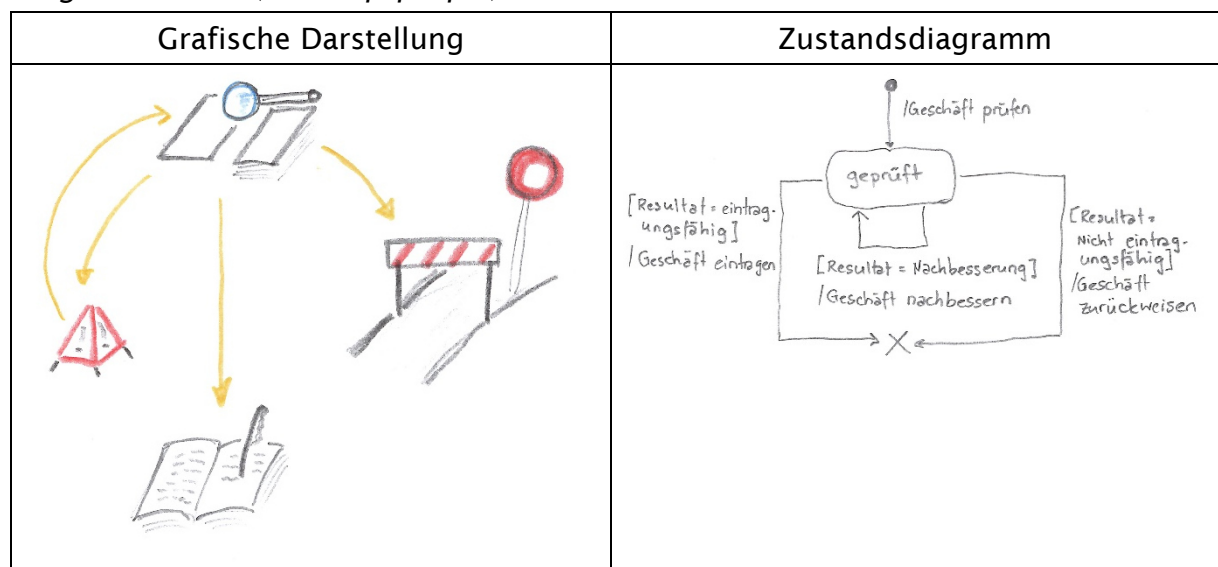 Grafische Darstellung
Zustandsdiagramm
/Geschäft prüfen
geprüft
[Resultat = eintrag-
ungsfähig]
/Geschäft eintragen
[Resultat = Nachbesserung]
/Geschäft nachbessern
[Resultat =
Nicht eintrag-
ungsfähig]
/Geschäft
zurückweisen